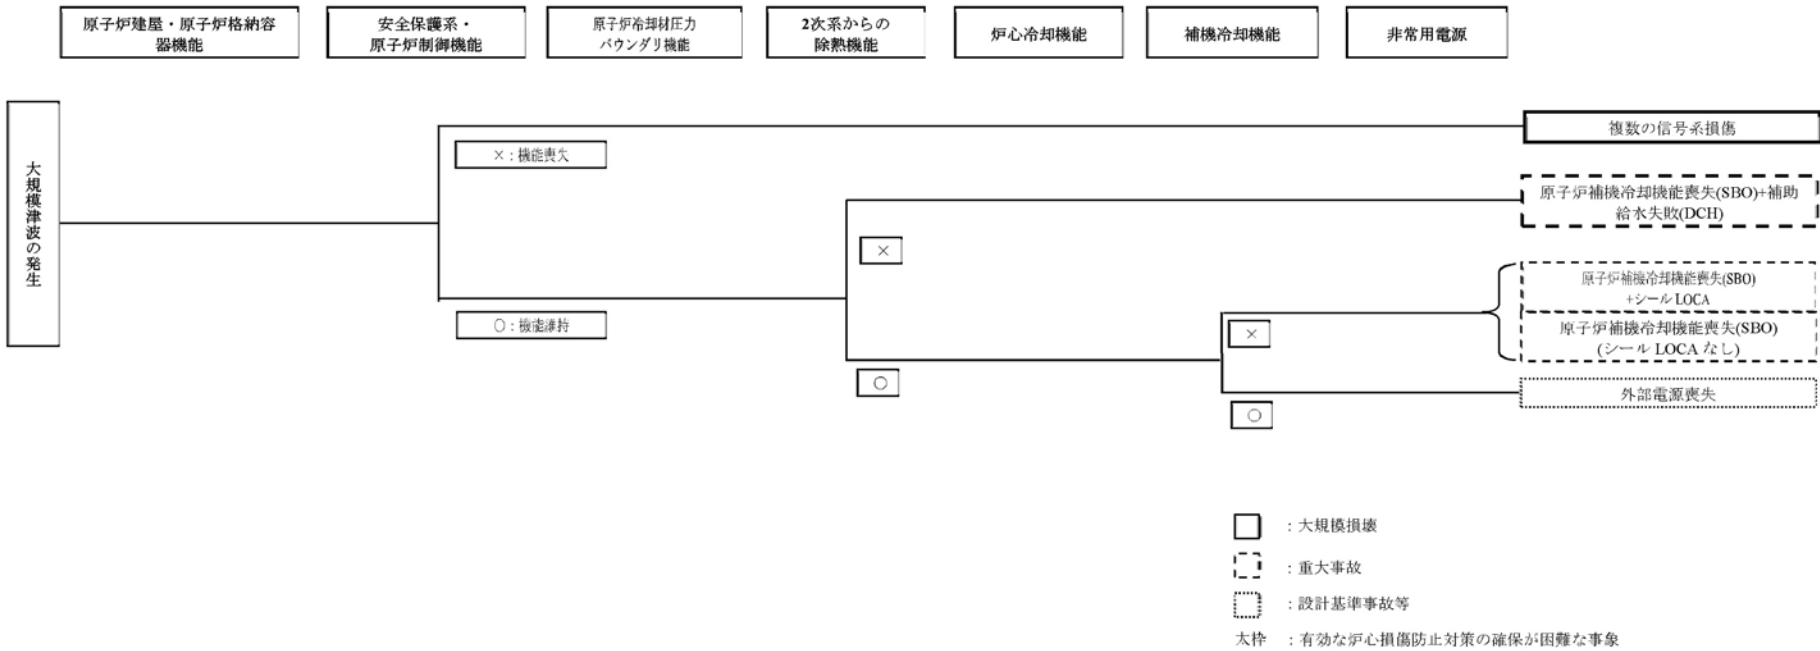 原子炉建屋・原子炉格納容
器機能
安全保護系・
原子炉制御機能
原子炉冷却材圧力
バウンダリ機能
2次系からの
除熱機能
炉心冷却機能
補機冷却機能
非常用電源
大規模津波の発生
×：機能喪失
○：機能維持
×
○
×
○
複数の信号系損傷
原子炉補機冷却機能喪失(SBO)+補助
給水失敗(DCH)
原子炉補機冷却機能喪失(SBO)
+シール LOCA
原子炉補機冷却機能喪失(SBO)
(シール LOCA なし)
外部電源喪失
：大規模損壊
：重大事故
：設計基準事故等
太枠 ：有効な炉心損傷防止対策の確保が困難な事象